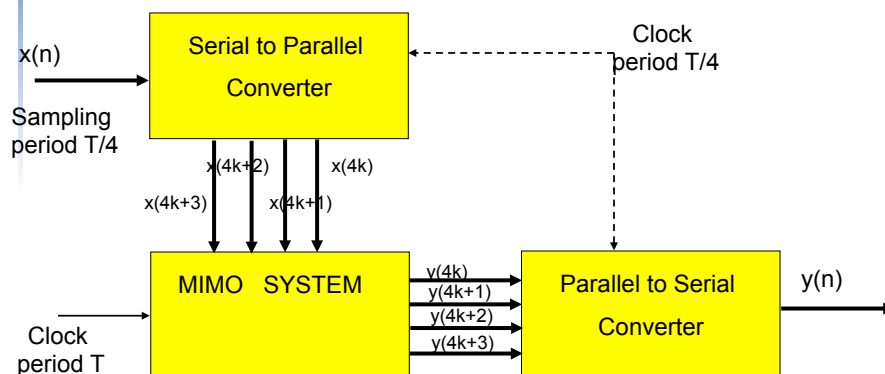 x(n)
Serial to Parallel
Converter
Clock
period T/4
Sampling
period T/4
x(4k+2)
x(4k)
x(4k+3)
x(4k+1)
MIMO SYSTEM
y(4k)
y(4k+1)
y(4k+2)
y(4k+3)
Parallel to Serial
Converter
y(n)
Clock
period T